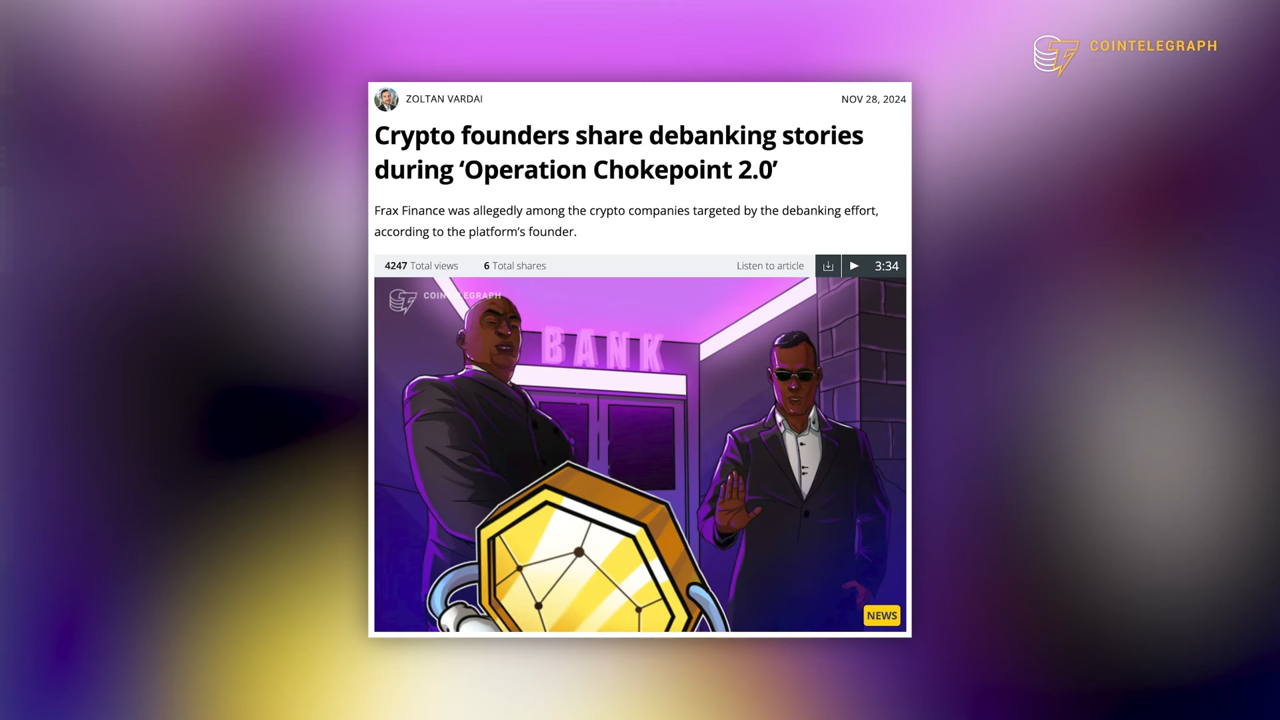 COINTELEGRAPH
ZOLTAN VARDAI
NOV 28, 2024
Crypto founders share debanking stories
during ‘Operation Chokepoint 2.0’
Frax Finance was allegedly among the crypto companies targeted by the debanking effort,
according to the platform’s founder.
4247 Total views 6 Total shares Listen to article 3:34
COINTELEGRAPH
BANK
NEWS